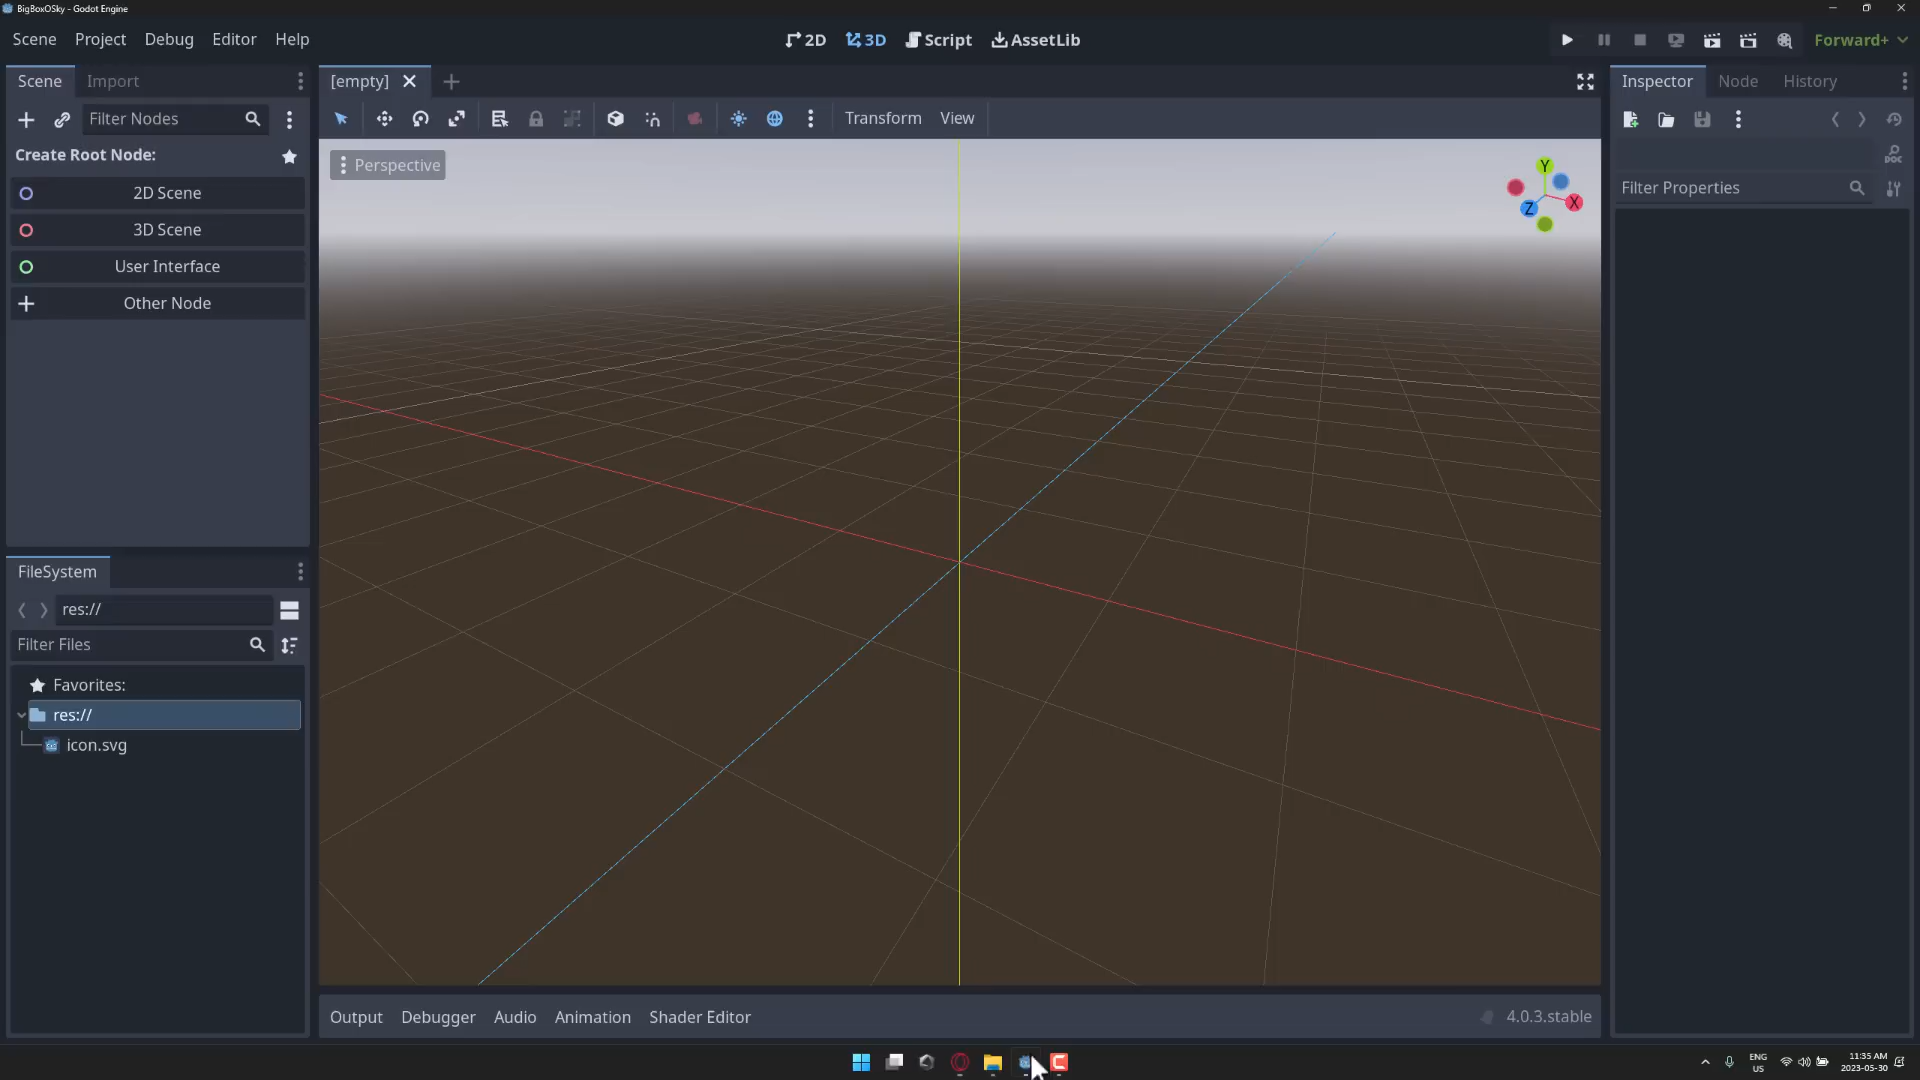 BigBoxOSky - Godot Engine
Scene Project Debug Editor Help
2D 3D Script AssetLib
Forward+
Scene Import
[empty]
Inspector Node History
Filter Nodes
Transform View
Create Root Node:
Perspective
Y
X
Z
DOC
Filter Properties
2D Scene
3D Scene
User Interface
Other Node
FileSystem
res://
Filter Files
Favorites:
res://
icon.svg
Output Debugger Audio Animation Shader Editor
4.0.3.stable
ENG
US
11:35 AM
2023-05-30